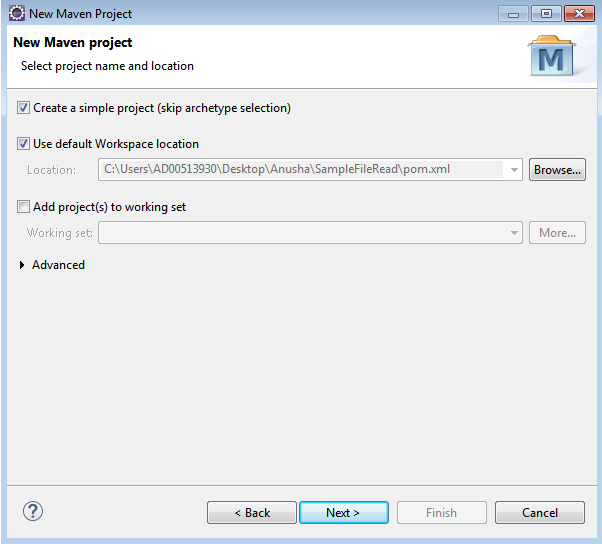 New Maven Project
New Maven project
Select project name and location
M
Create a simple project (skip archetype selection)
Use default Workspace location
Location: C:\Users\AD00513930\Desktop\Anusha\SampleFileRead\pom.xml Browse...
Add project(s) to working set
Working set: More...
Advanced
? < Back Next > Finish Cancel